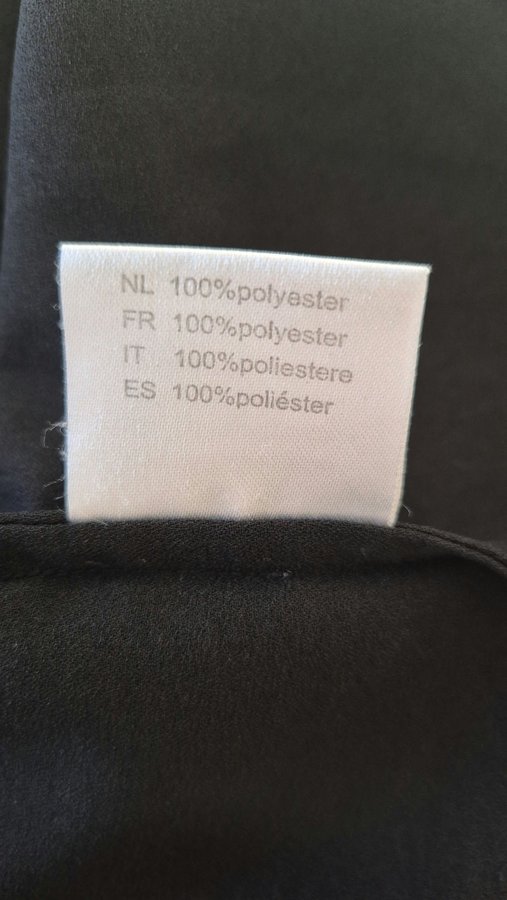 NL 100%polyester
FR 100%polyester
IT 100%poliestere
ES 100%poliéster